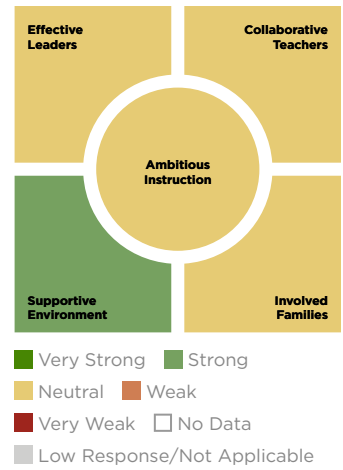 Effective
Leaders
Collaborative
Teachers
Ambitious
Instruction
Supportive
Environment
Involved
Families
Very Strong
Strong
Neutral
Weak
Very Weak
No Data
Low Response/Not Applicable